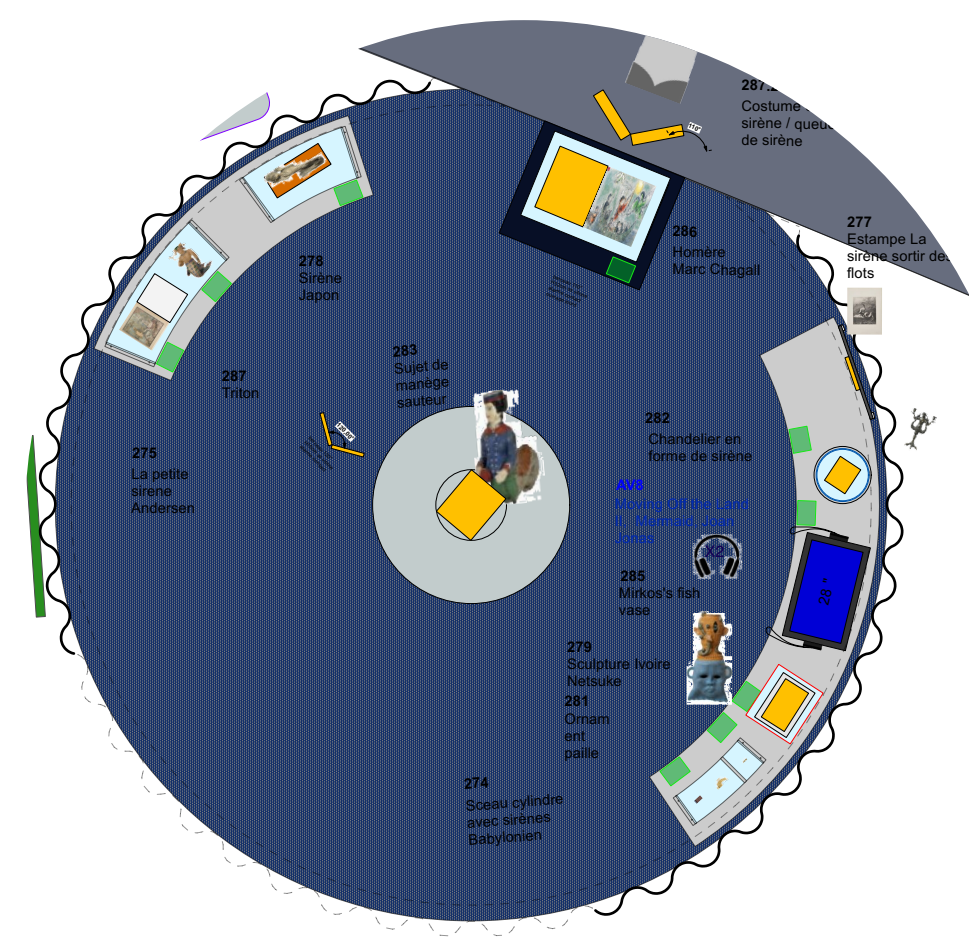 287.
Costume
sirène / queue
de sirène
110°
277
Estampe La
sirène sortir des
flots
286
Homère
Marc Chagall
278
Sirène
Japon
283
Sujet de
manège
sauteur
287
Triton
282
Chandelier en
forme de sirène
275
La petite
sirene
Andersen
AV8
Moving Off the Land
II. Mermaid, Joan
Jonas
X2
28 "
285
Mirkos's fish
vase
279
Sculpture Ivoire
Netsuke
281
Ornam
ent
paille
274
Sceau cylindre
avec sirènes
Babylonien